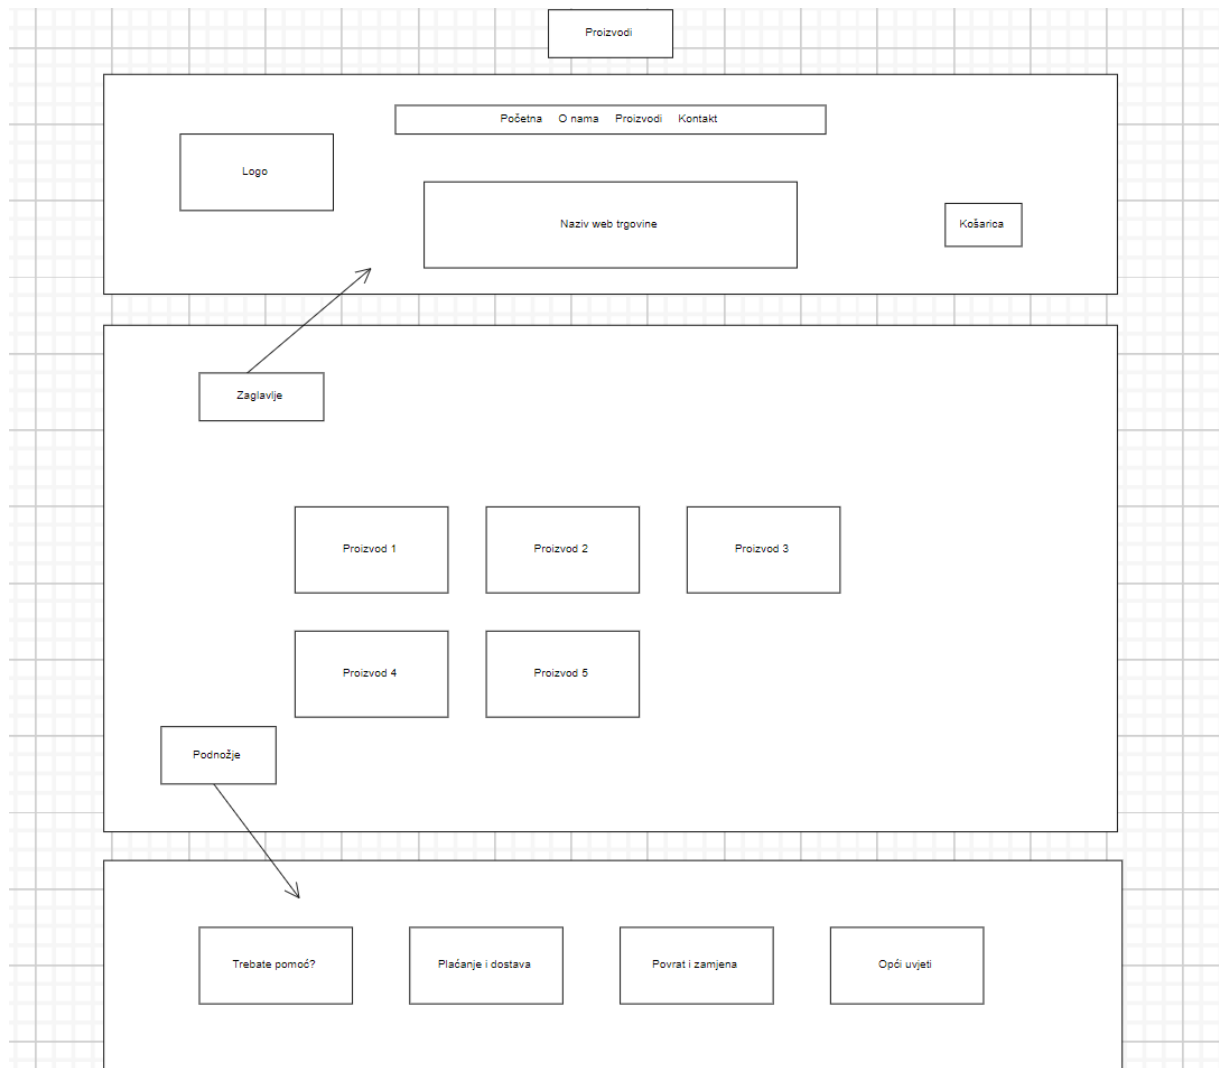 Proizvodi
Početna O nama Proizvodi Kontakt
Logo
Naziv web trgovine
Košarica
Zaglavlje
Proizvod 1
Proizvod 2
Proizvod 3
Proizvod 4
Proizvod 5
Podnožje
Trebate pomoć?
Plaćanje i dostava
Povrat i zamjena
Opći uvjeti